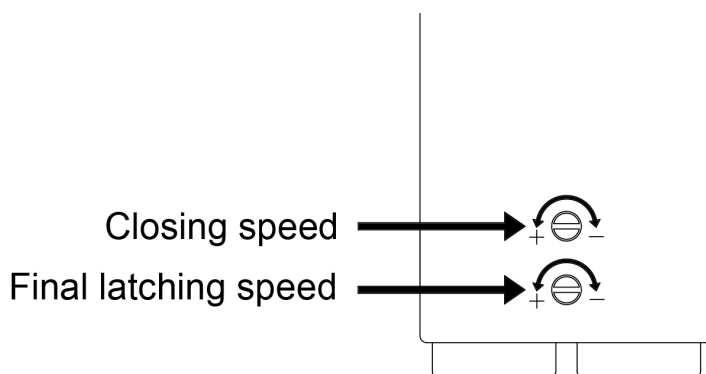 Closing speed
+ −
Final latching speed
+ −